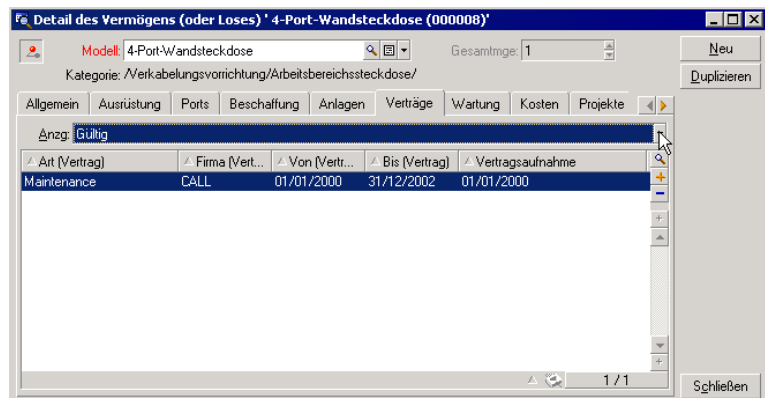 Detail des Vermögens (oder Loses) ' 4-Port-Wandsteckdose (000008)'
Modell: 4-Port-Wandsteckdose Gesamtmge: 1 Neu
Kategorie: /Verkabelungsvorrichtung/Arbeitsbereichssteckdose/ Duplizieren
Allgemein Ausrüstung Ports Beschaffung Anlagen Verträge Wartung Kosten Projekte
Anzg: Gültig
Art (Vertrag) Firma (Vert... Von (Vertr... Bis (Vertrag) Vertragsaufnahme
Maintenance CALL 01/01/2000 31/12/2002 01/01/2000
1 / 1
Schließen